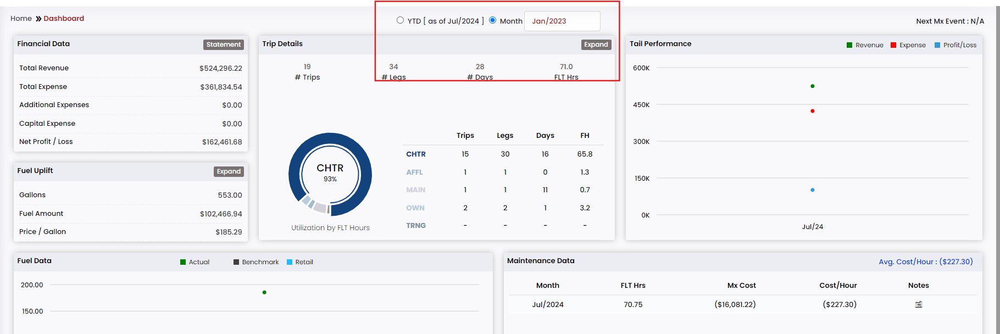 Home » Dashboard
YTD [ as of Jul/2024 ] Month Jan/2023
Next Mx Event : N/A
Financial Data Statement
Total Revenue $524,296.22
Total Expense $361,834.54
Additional Expenses $0.00
Capital Expense $0.00
Net Profit / Loss $162,461.68
Fuel Uplift Expand
Gallons 553.00
Fuel Amount $102,466.94
Price / Gallon $185.29
Trip Details Expand
19 34 28 71.0
# Trips # Legs # Days FLT Hrs
CHTR
93%
Utilization by FLT Hours
Trips Legs Days FH
CHTR 15 30 16 65.8
AFFL 1 1 0 1.3
MAIN 1 1 11 0.7
OWN 2 2 1 3.2
TRNG - - - -
Tail Performance Revenue Expense Profit/Loss
600K
450K
300K
150K
0K
Jul/24
Fuel Data Actual Benchmark Retail
200.00
150.00
Maintenance Data Avg. Cost/Hour : ($227.30)
Month FLT Hrs Mx Cost Cost/Hour Notes
Jul/2024 70.75 ($16,081.22) ($227.30)